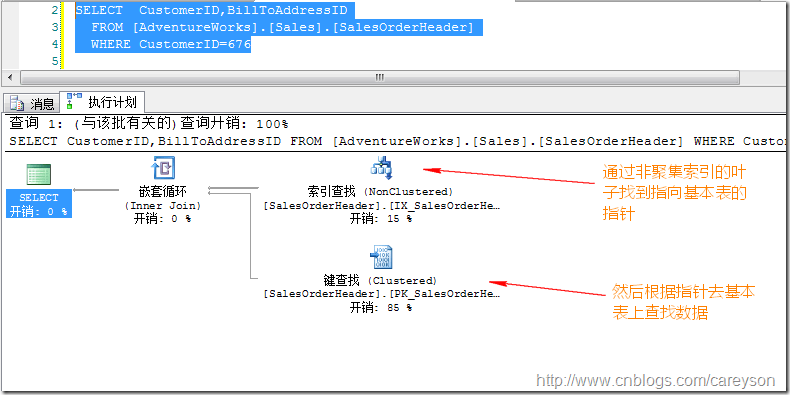 2 SELECT CustomerID,BillToAddressID
3 FROM [AdventureWorks].[Sales].[SalesOrderHeader]
4 WHERE CustomerID=676
5
消息 执行计划
查询 1: (与该批有关的)查询开销: 100%
SELECT CustomerID,BillToAddressID FROM [AdventureWorks].[Sales].[SalesOrderHeader] WHERE Custo
SELECT
开销: 0 %
嵌套循环
(Inner Join)
开销: 0 %
索引查找 (NonClustered)
[SalesOrderHeader].[IX_SalesOrderHe…
开销: 15 %
通过非聚集索引的叶
子找到指向基本表的
指针
键查找 (Clustered)
[SalesOrderHeader].[PK_SalesOrderHe…
开销: 85 %
然后根据指针去基本
表上查找数据
http://www.cnblogs.com/careyson